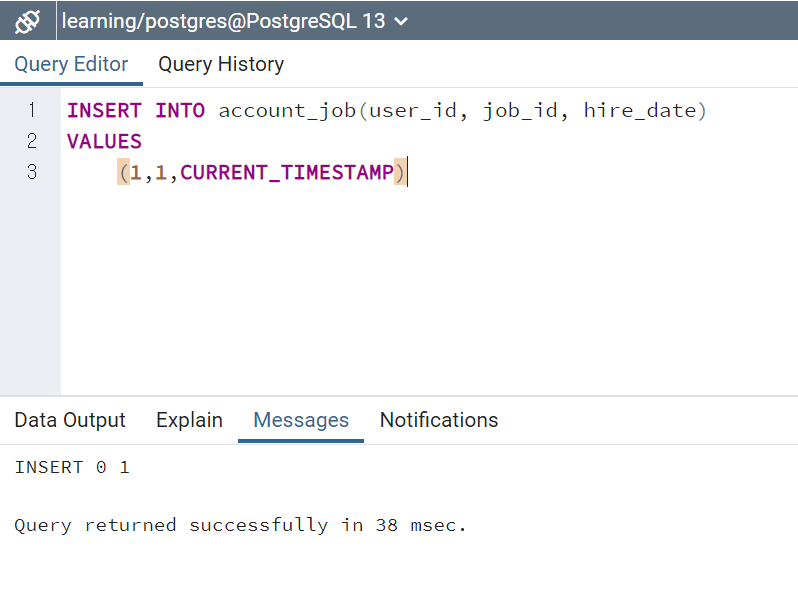 learning/postgres@PostgreSQL 13
Query Editor Query History
1 INSERT INTO account_job(user_id, job_id, hire_date)
2 VALUES
3 (1,1,CURRENT_TIMESTAMP)
Data Output Explain Messages Notifications
INSERT 0 1
Query returned successfully in 38 msec.